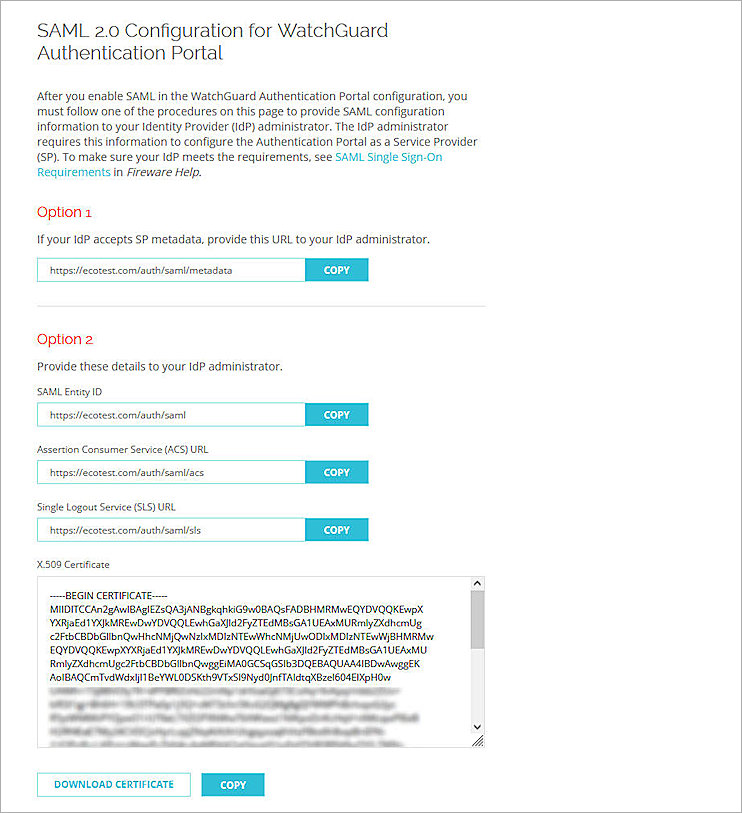 SAML 2.0 Configuration for WatchGuard
Authentication Portal
After you enable SAML in the WatchGuard Authentication Portal configuration, you
must follow one of the procedures on this page to provide SAML configuration
information to your Identity Provider (IdP) administrator. The IdP administrator
requires this information to configure the Authentication Portal as a Service Provider
(SP). To make sure your IdP meets the requirements, see SAML Single Sign-On
Requirements in Fireware Help.
Option 1
If your IdP accepts SP metadata, provide this URL to your IdP administrator.
https://ecotest.com/auth/saml/metadata COPY
Option 2
Provide these details to your IdP administrator.
SAML Entity ID
https://ecotest.com/auth/saml COPY
Assertion Consumer Service (ACS) URL
https://ecotest.com/auth/saml/acs COPY
Single Logout Service (SLS) URL
https://ecotest.com/auth/saml/sls COPY
X.509 Certificate
-----BEGIN CERTIFICATE-----
MIIDITCCAn2gAwIBAgIEZsQA3jANBgkqhkiG9w0BAQsFADBHMRMwEQYDVQQKEwpX
YXRjaEd1YXJkMREwDwYDVQQLEwhGaXJld2FyZTEdMBsGA1UEAxMURmlyZXdhcmUg
c2FtbCBDbGllbnQwHhcNMjQwNzIxMDIzNTEwWhcNMjUwODIxMDIzNTEwWjBHMRMw
EQYDVQQKEwpXYXRjaEd1YXJkMREwDwYDVQQLEwhGaXJld2FyZTEdMBsGA1UEAxMU
RmlyZXdhcmUgc2FtbCBDbGllbnQwggEiMA0GCSqGSIb3DQEBAQUAA4IBDwAwggEK
AoIBAQCmTvdWdxIjI1BeYWL0DSKth9VTxSI9Nyd0JnfTAIdtqXBzel604EIXpH0w
DOWNLOAD CERTIFICATE COPY